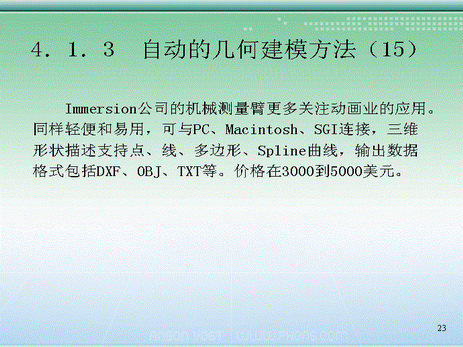 4．1．3　自动的几何建模方法（15）
Immersion公司的机械测量臂更多关注动画业的应用。
同样轻便和易用，可与PC、Macintosh、SGI连接，三维
形状描述支持点、线、多边形、Spline曲线，输出数据
格式包括DXF、OBJ、TXT等。价格在3000到5000美元。
23